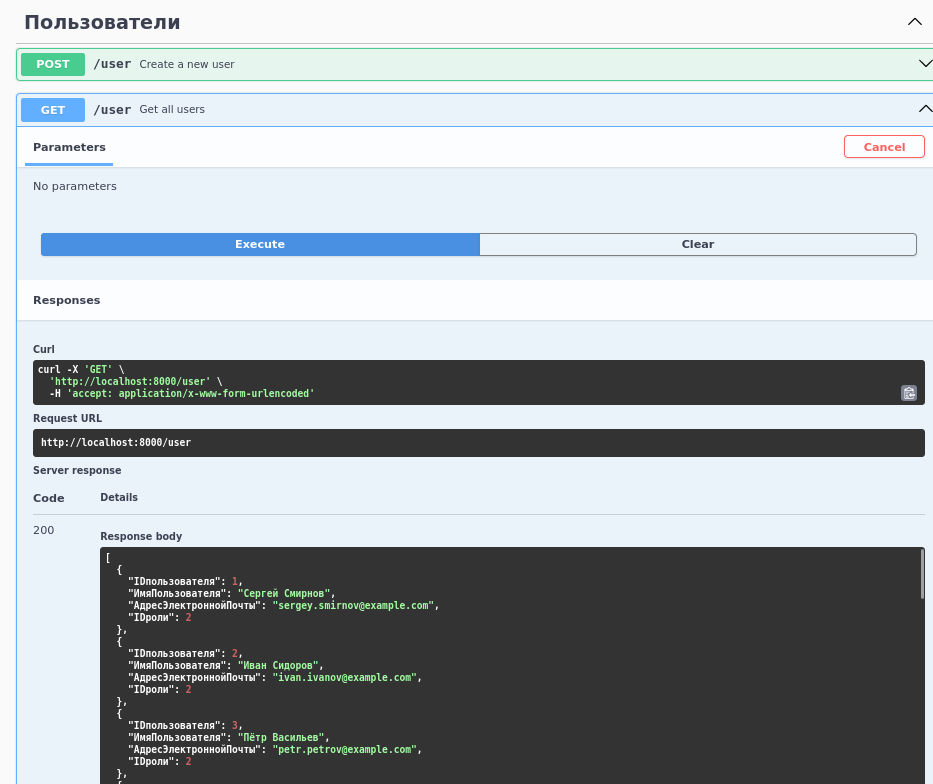 Пользователи
POST /user Create a new user
GET /user Get all users
Parameters Cancel
No parameters
Execute Clear
Responses
Curl
curl -X 'GET' \
  'http://localhost:8000/user' \
  -H 'accept: application/x-www-form-urlencoded'
Request URL
http://localhost:8000/user
Server response
Code Details
200
Response body
[
  {
    "IDпользователя": 1,
    "ИмяПользователя": "Сергей Смирнов",
    "АдресЭлектроннойПочты": "sergey.smirnov@example.com",
    "IDроли": 2
  },
  {
    "IDпользователя": 2,
    "ИмяПользователя": "Иван Сидоров",
    "АдресЭлектроннойПочты": "ivan.ivanov@example.com",
    "IDроли": 2
  },
  {
    "IDпользователя": 3,
    "ИмяПользователя": "Пётр Васильев",
    "АдресЭлектроннойПочты": "petr.petrov@example.com",
    "IDроли": 2
  },